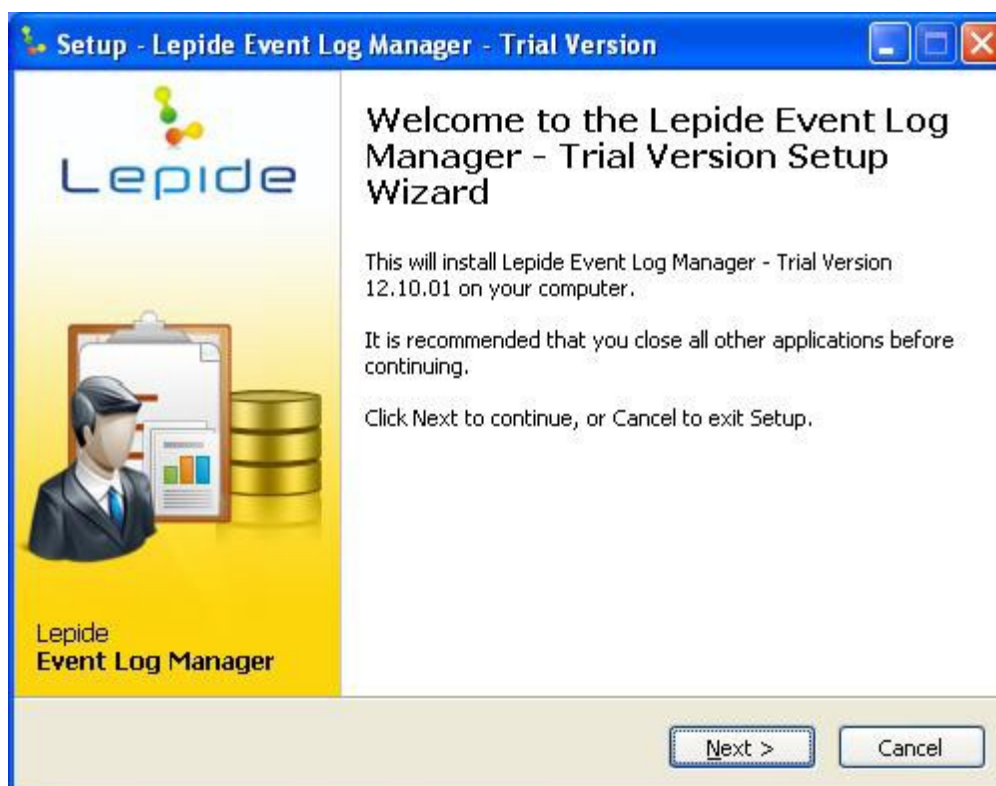 Setup - Lepide Event Log Manager - Trial Version
Lepide
Welcome to the Lepide Event Log
Manager - Trial Version Setup
Wizard
This will install Lepide Event Log Manager - Trial Version
12.10.01 on your computer.
It is recommended that you close all other applications before
continuing.
Click Next to continue, or Cancel to exit Setup.
Lepide
Event Log Manager
Next >
Cancel